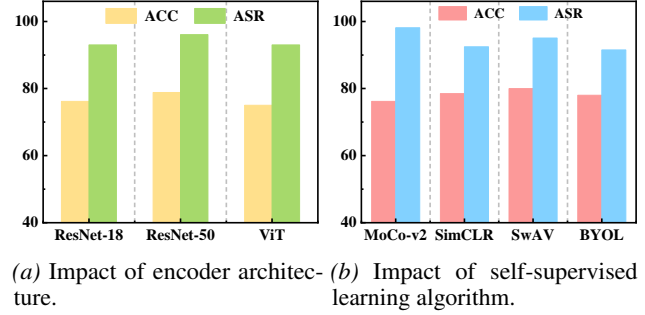 ACC ASR
100
80
60
40
ResNet-18 ResNet-50 ViT
(a) Impact of encoder architec-
ture.
ACC ASR
100
80
60
40
MoCo-v2 SimCLR SwAV BYOL
(b) Impact of self-supervised
learning algorithm.